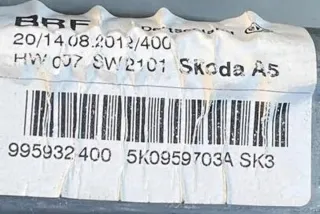 BRF
20/14.08.2012/400
HW 007 SW 2101 Skoda A5
995932 400 5K0959703A SK3